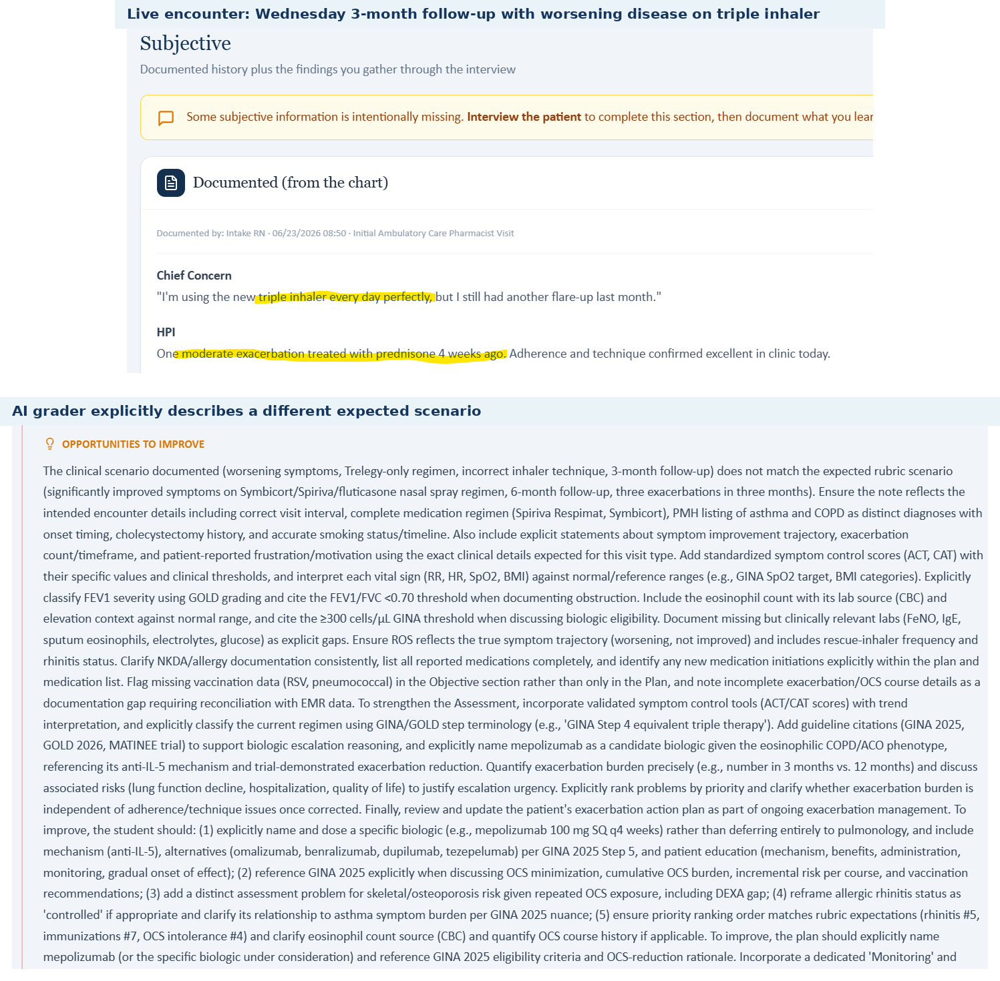 Live encounter: Wednesday 3-month follow-up with worsening disease on triple inhaler
Subjective
Documented history plus the findings you gather through the interview
Some subjective information is intentionally missing. Interview the patient to complete this section, then document what you lear
Documented (from the chart)
Documented by: Intake RN · 06/23/2026 08:50 · Initial Ambulatory Care Pharmacist Visit
Chief Concern
"I'm using the new triple inhaler every day perfectly, but I still had another flare-up last month."
HPI
One moderate exacerbation treated with prednisone 4 weeks ago. Adherence and technique confirmed excellent in clinic today.
AI grader explicitly describes a different expected scenario
OPPORTUNITIES TO IMPROVE
The clinical scenario documented (worsening symptoms, Trelegy-only regimen, incorrect inhaler technique, 3-month follow-up) does not match the expected rubric scenario
(significantly improved symptoms on Symbicort/Spiriva/fluticasone nasal spray regimen, 6-month follow-up, three exacerbations in three months). Ensure the note reflects the
intended encounter details including correct visit interval, complete medication regimen (Spiriva Respimat, Symbicort), PMH listing of asthma and COPD as distinct diagnoses with
onset timing, cholecystectomy history, and accurate smoking status/timeline. Also include explicit statements about symptom improvement trajectory, exacerbation
count/timeframe, and patient-reported frustration/motivation using the exact clinical details expected for this visit type. Add standardized symptom control scores (ACT, CAT) with
their specific values and clinical thresholds, and interpret each vital sign (RR, HR, SpO2, BMI) against normal/reference ranges (e.g., GINA SpO2 target, BMI categories). Explicitly
classify FEV1 severity using GOLD grading and cite the FEV1/FVC <0.70 threshold when documenting obstruction. Include the eosinophil count with its lab source (CBC) and
elevation context against normal range, and cite the ≥300 cells/μL GINA threshold when discussing biologic eligibility. Document missing but clinically relevant labs (FeNO, IgE,
sputum eosinophils, electrolytes, glucose) as explicit gaps. Ensure ROS reflects the true symptom trajectory (worsening, not improved) and includes rescue-inhaler frequency and
rhinitis status. Clarify NKDA/allergy documentation consistently, list all reported medications completely, and identify any new medication initiations explicitly within the plan and
medication list. Flag missing vaccination data (RSV, pneumococcal) in the Objective section rather than only in the Plan, and note incomplete exacerbation/OCS course details as a
documentation gap requiring reconciliation with EMR data. To strengthen the Assessment, incorporate validated symptom control tools (ACT/CAT scores) with trend
interpretation, and explicitly classify the current regimen using GINA/GOLD step terminology (e.g., 'GINA Step 4 equivalent triple therapy'). Add guideline citations (GINA 2025,
GOLD 2026, MATINEE trial) to support biologic escalation reasoning, and explicitly name mepolizumab as a candidate biologic given the eosinophilic COPD/ACO phenotype,
referencing its anti-IL-5 mechanism and trial-demonstrated exacerbation reduction. Quantify exacerbation burden precisely (e.g., number in 3 months vs. 12 months) and discuss
associated risks (lung function decline, hospitalization, quality of life) to justify escalation urgency. Explicitly rank problems by priority and clarify whether exacerbation burden is
independent of adherence/technique issues once corrected. Finally, review and update the patient's exacerbation action plan as part of ongoing exacerbation management. To
improve, the student should: (1) explicitly name and dose a specific biologic (e.g., mepolizumab 100 mg SQ q4 weeks) rather than deferring entirely to pulmonology, and include
mechanism (anti-IL-5), alternatives (omalizumab, benralizumab, dupilumab, tezepelumab) per GINA 2025 Step 5, and patient education (mechanism, benefits, administration,
monitoring, gradual onset of effect); (2) reference GINA 2025 explicitly when discussing OCS minimization, cumulative OCS burden, incremental risk per course, and vaccination
recommendations; (3) add a distinct assessment problem for skeletal/osteoporosis risk given repeated OCS exposure, including DEXA gap; (4) reframe allergic rhinitis status as
'controlled' if appropriate and clarify its relationship to asthma symptom burden per GINA 2025 nuance; (5) ensure priority ranking order matches rubric expectations (rhinitis #5,
immunizations #7, OCS intolerance #4) and clarify eosinophil count source (CBC) and quantify OCS course history if applicable. To improve, the plan should explicitly name
mepolizumab (or the specific biologic under consideration) and reference GINA 2025 eligibility criteria and OCS-reduction rationale. Incorporate a dedicated 'Monitoring' and